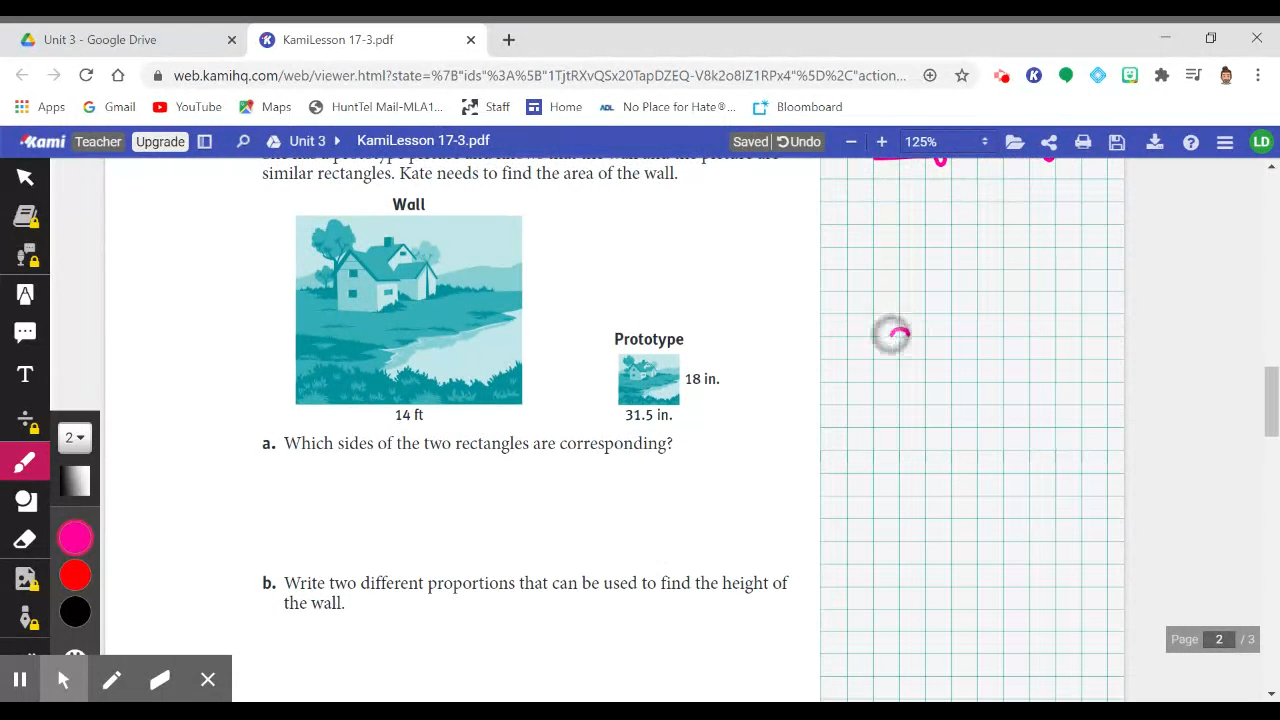 Unit 3 - Google Drive
KamiLesson 17-3.pdf
web.kamihq.com/web/viewer.html?state=%7B"ids"%3A%5B"1TjtRXvQSx20TapDZEQ-V8k2o8IZ1RPx4"%5D%2C"action...
Apps
Gmail
YouTube
Maps
HuntTel Mail-MLA1...
Staff
Home
ADL
No Place for Hate®...
Bloomboard
Kami
Teacher
Upgrade
Unit 3
KamiLesson 17-3.pdf
Saved
Undo
125%
LD
similar rectangles. Kate needs to find the area of the wall.
Wall
Prototype
18 in.
14 ft
31.5 in.
a. Which sides of the two rectangles are corresponding?
2
b. Write two different proportions that can be used to find the height of
the wall.
Page 2 / 3